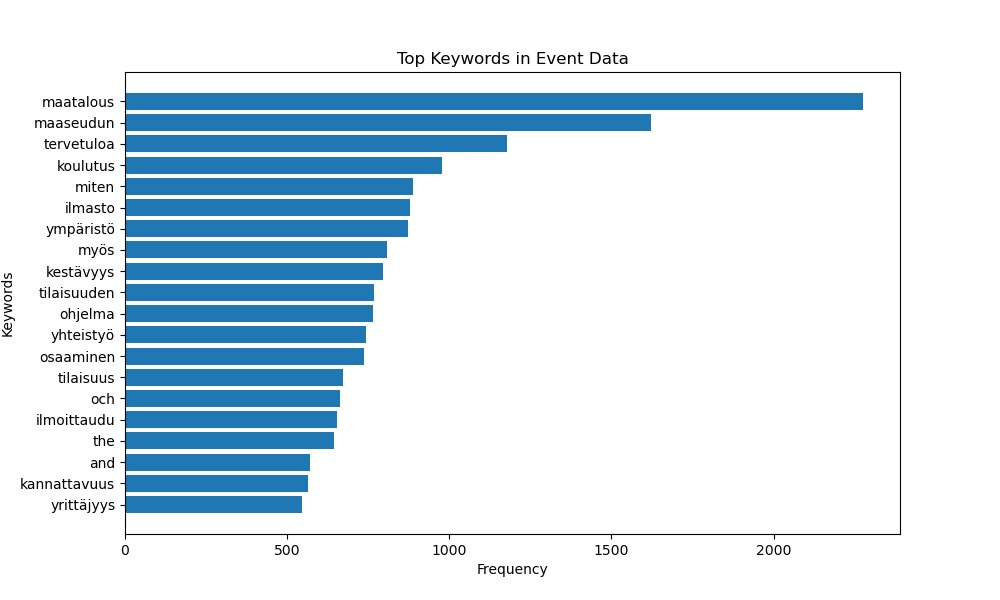 Top Keywords in Event Data
Keywords
maatalous
maaseudun
tervetuloa
koulutus
miten
ilmasto
ympäristö
myös
kestävyys
tilaisuuden
ohjelma
yhteistyö
osaaminen
tilaisuus
och
ilmoittaudu
the
and
kannattavuus
yrittäjyys
0 500 1000 1500 2000
Frequency